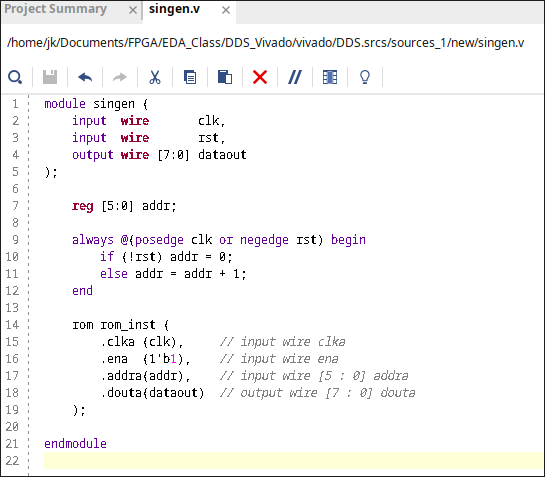 Project Summary × singen.v ×
/home/jk/Documents/FPGA/EDA_Class/DDS_Vivado/vivado/DDS.srcs/sources_1/new/singen.v
1 module singen (
2 input wire clk,
3 input wire rst,
4 output wire [7:0] dataout
5 );
6
7 reg [5:0] addr;
8
9 always @(posedge clk or negedge rst) begin
10 if (!rst) addr = 0;
11 else addr = addr + 1;
12 end
13
14 rom rom_inst (
15 .clka (clk), // input wire clka
16 .ena (1'b1), // input wire ena
17 .addra(addr), // input wire [5 : 0] addra
18 .douta(dataout) // output wire [7 : 0] douta
19 );
20
21 endmodule
22